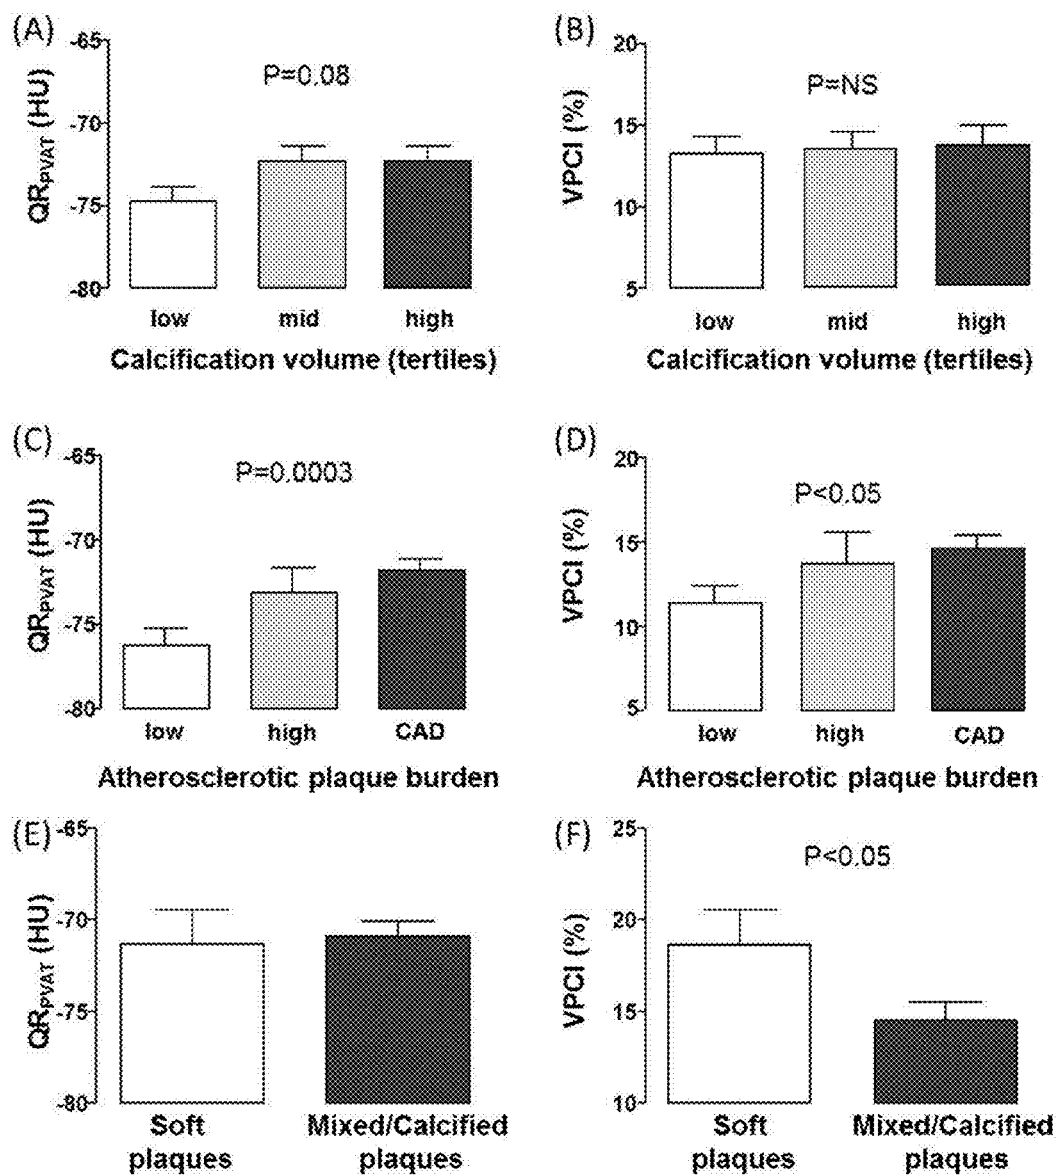 (A)
QRPVAT (HU)
-65
-70
-75
-80
P=0.08
low mid high
Calcification volume (tertiles)
(B)
VPCI (%)
20
15
10
5
P=NS
low mid high
Calcification volume (tertiles)
(C)
QRPVAT (HU)
-65
-70
-75
-80
P=0.0003
low high CAD
Atherosclerotic plaque burden
(D)
VPCI (%)
20
15
10
5
P<0.05
low high CAD
Atherosclerotic plaque burden
(E)
QRPVAT (HU)
-65
-70
-75
-80
Soft Mixed/Calcified
plaques plaques
(F)
VPCI (%)
25
20
15
10
P<0.05
Soft Mixed/Calcified
plaques plaques